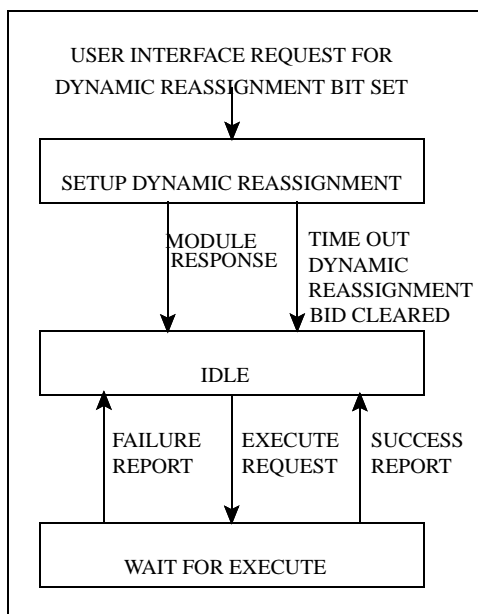 USER INTERFACE REQUEST FOR
DYNAMIC REASSIGNMENT BIT SET
SETUP DYNAMIC REASSIGNMENT
MODULE
RESPONSE
TIME OUT
DYNAMIC
REASSIGNMENT
BID CLEARED
IDLE
FAILURE
REPORT
EXECUTE
REQUEST
SUCCESS
REPORT
WAIT FOR EXECUTE